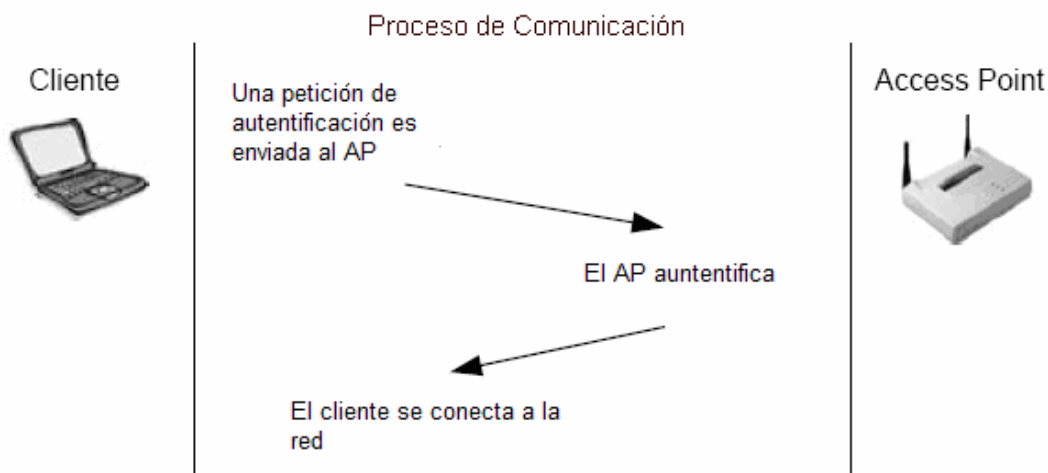 Proceso de Comunicación
Cliente
Access Point
Una petición de
autentificación es
enviada al AP
El AP auntentifica
El cliente se conecta a la
red